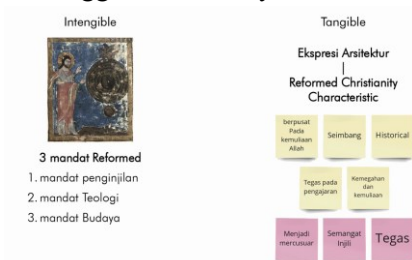 Intengible
3 mandat Reformed
1. mandat penginjilan
2. mandat Teologi
3. mandat Budaya
Tangible
Ekspresi Arsitektur
Reformed Christianity
Characteristic
berpusat
Pada
kemuliaan
Allah
Seimbang
Historical
Tegas pada
pengajaran
Kemegahan
dan
kemuliaan
Menjadi
mercusuar
Semangat
Injili
Tegas